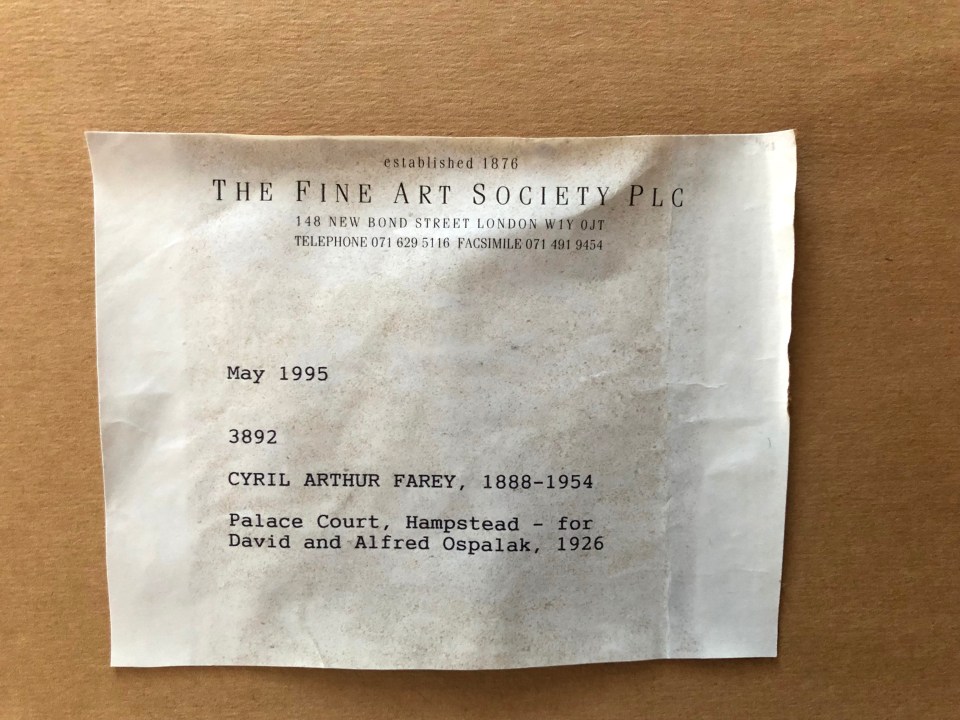 established 1876
THE FINE ART SOCIETY PLC
148 NEW BOND STREET LONDON W1Y 0JT
TELEPHONE 071 629 5116 FACSIMILE 071 491 9454
May 1995
3892
CYRIL ARTHUR FAREY, 1888-1954
Palace Court, Hampstead - for
David and Alfred Ospalak, 1926